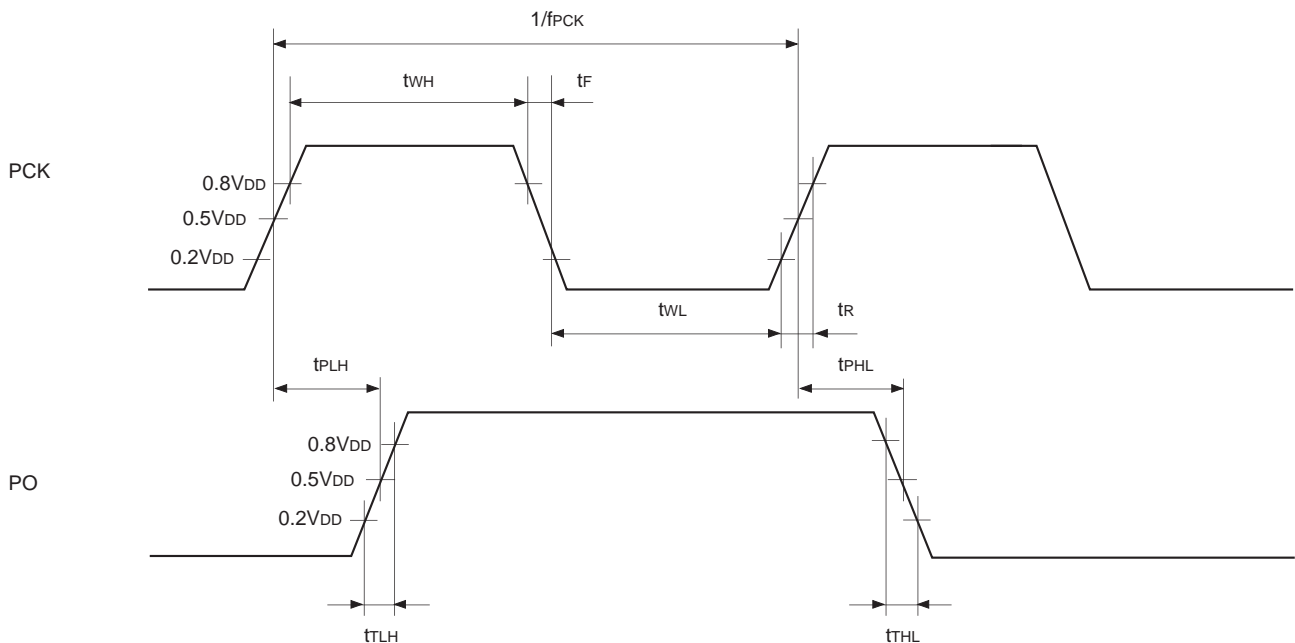 1/fPCK
tWH
tF
PCK
0.8VDD
0.5VDD
0.2VDD
tWL
tR
tPLH
tPHL
PO
0.8VDD
0.5VDD
0.2VDD
tTLH
tTHL